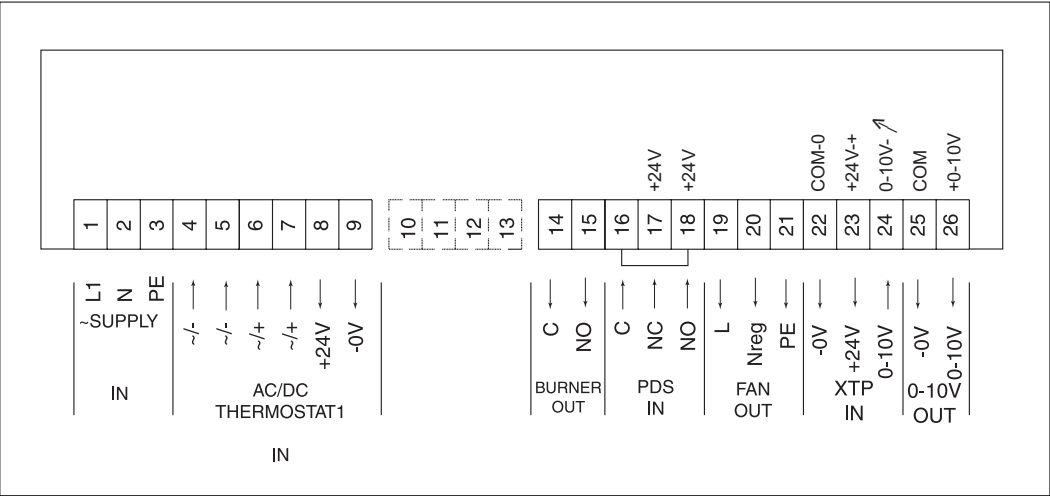 +24V +24V COM-0 +24V-+ 0-10V- COM +0-10V
1 2 3 4 5 6 7 8 9 10 11 12 13 14 15 16 17 18 19 20 21 22 23 24 25 26
L1 N PE ~/- ~/- ~/+ ~/+ +24V -0V C NO C NC NO L Nreg PE -0V +24V 0-10V -0V 0-10V
~SUPPLY
IN
AC/DC
THERMOSTAT1
IN
BURNER
OUT
PDS
IN
FAN
OUT
XTP
IN
0-10V
OUT